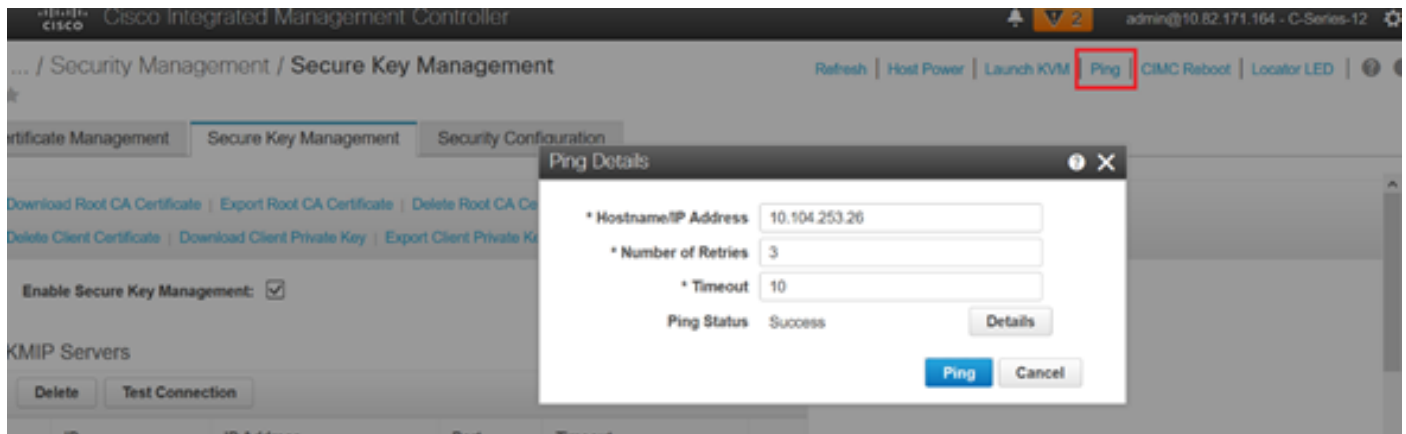 CISCO Cisco Integrated Management Controller 2 admin@10.82.171.164 - C-Series-12
... / Security Management / Secure Key Management Refresh | Host Power | Launch KVM | Ping | CIMC Reboot | Locator LED |
rtificate Management Secure Key Management Security Configuration
Ping Details
Download Root CA Certificate | Export Root CA Certificate | Delete Root CA Ce
Delete Client Certificate | Download Client Private Key | Export Client Private Ke
* Hostname/IP Address 10.104.253.26
* Number of Retries 3
* Timeout 10
Ping Status Success Details
Ping Cancel
Enable Secure Key Management:
KMIP Servers
Delete Test Connection